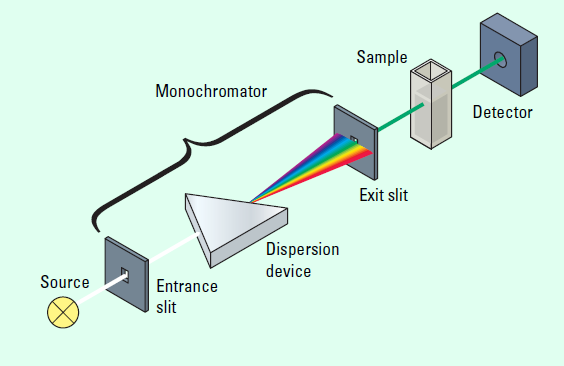 Sample
Monochromator
Detector
Exit slit
Dispersion
device
Source
Entrance
slit